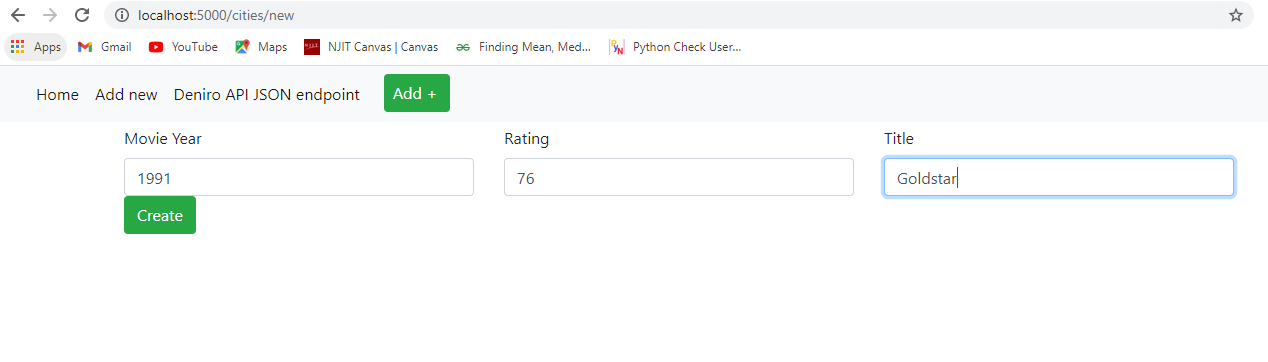 localhost:5000/cities/new
Apps Gmail YouTube Maps NJIT Canvas | Canvas Finding Mean, Med... Python Check User...
Home Add new Deniro API JSON endpoint Add +
Movie Year Rating Title
1991 76 Goldstar
Create